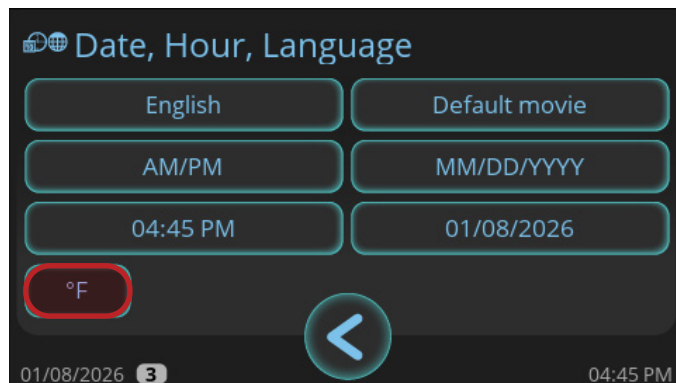 Date, Hour, Language
English Default movie
AM/PM MM/DD/YYYY
04:45 PM 01/08/2026
°F
01/08/2026 3 04:45 PM